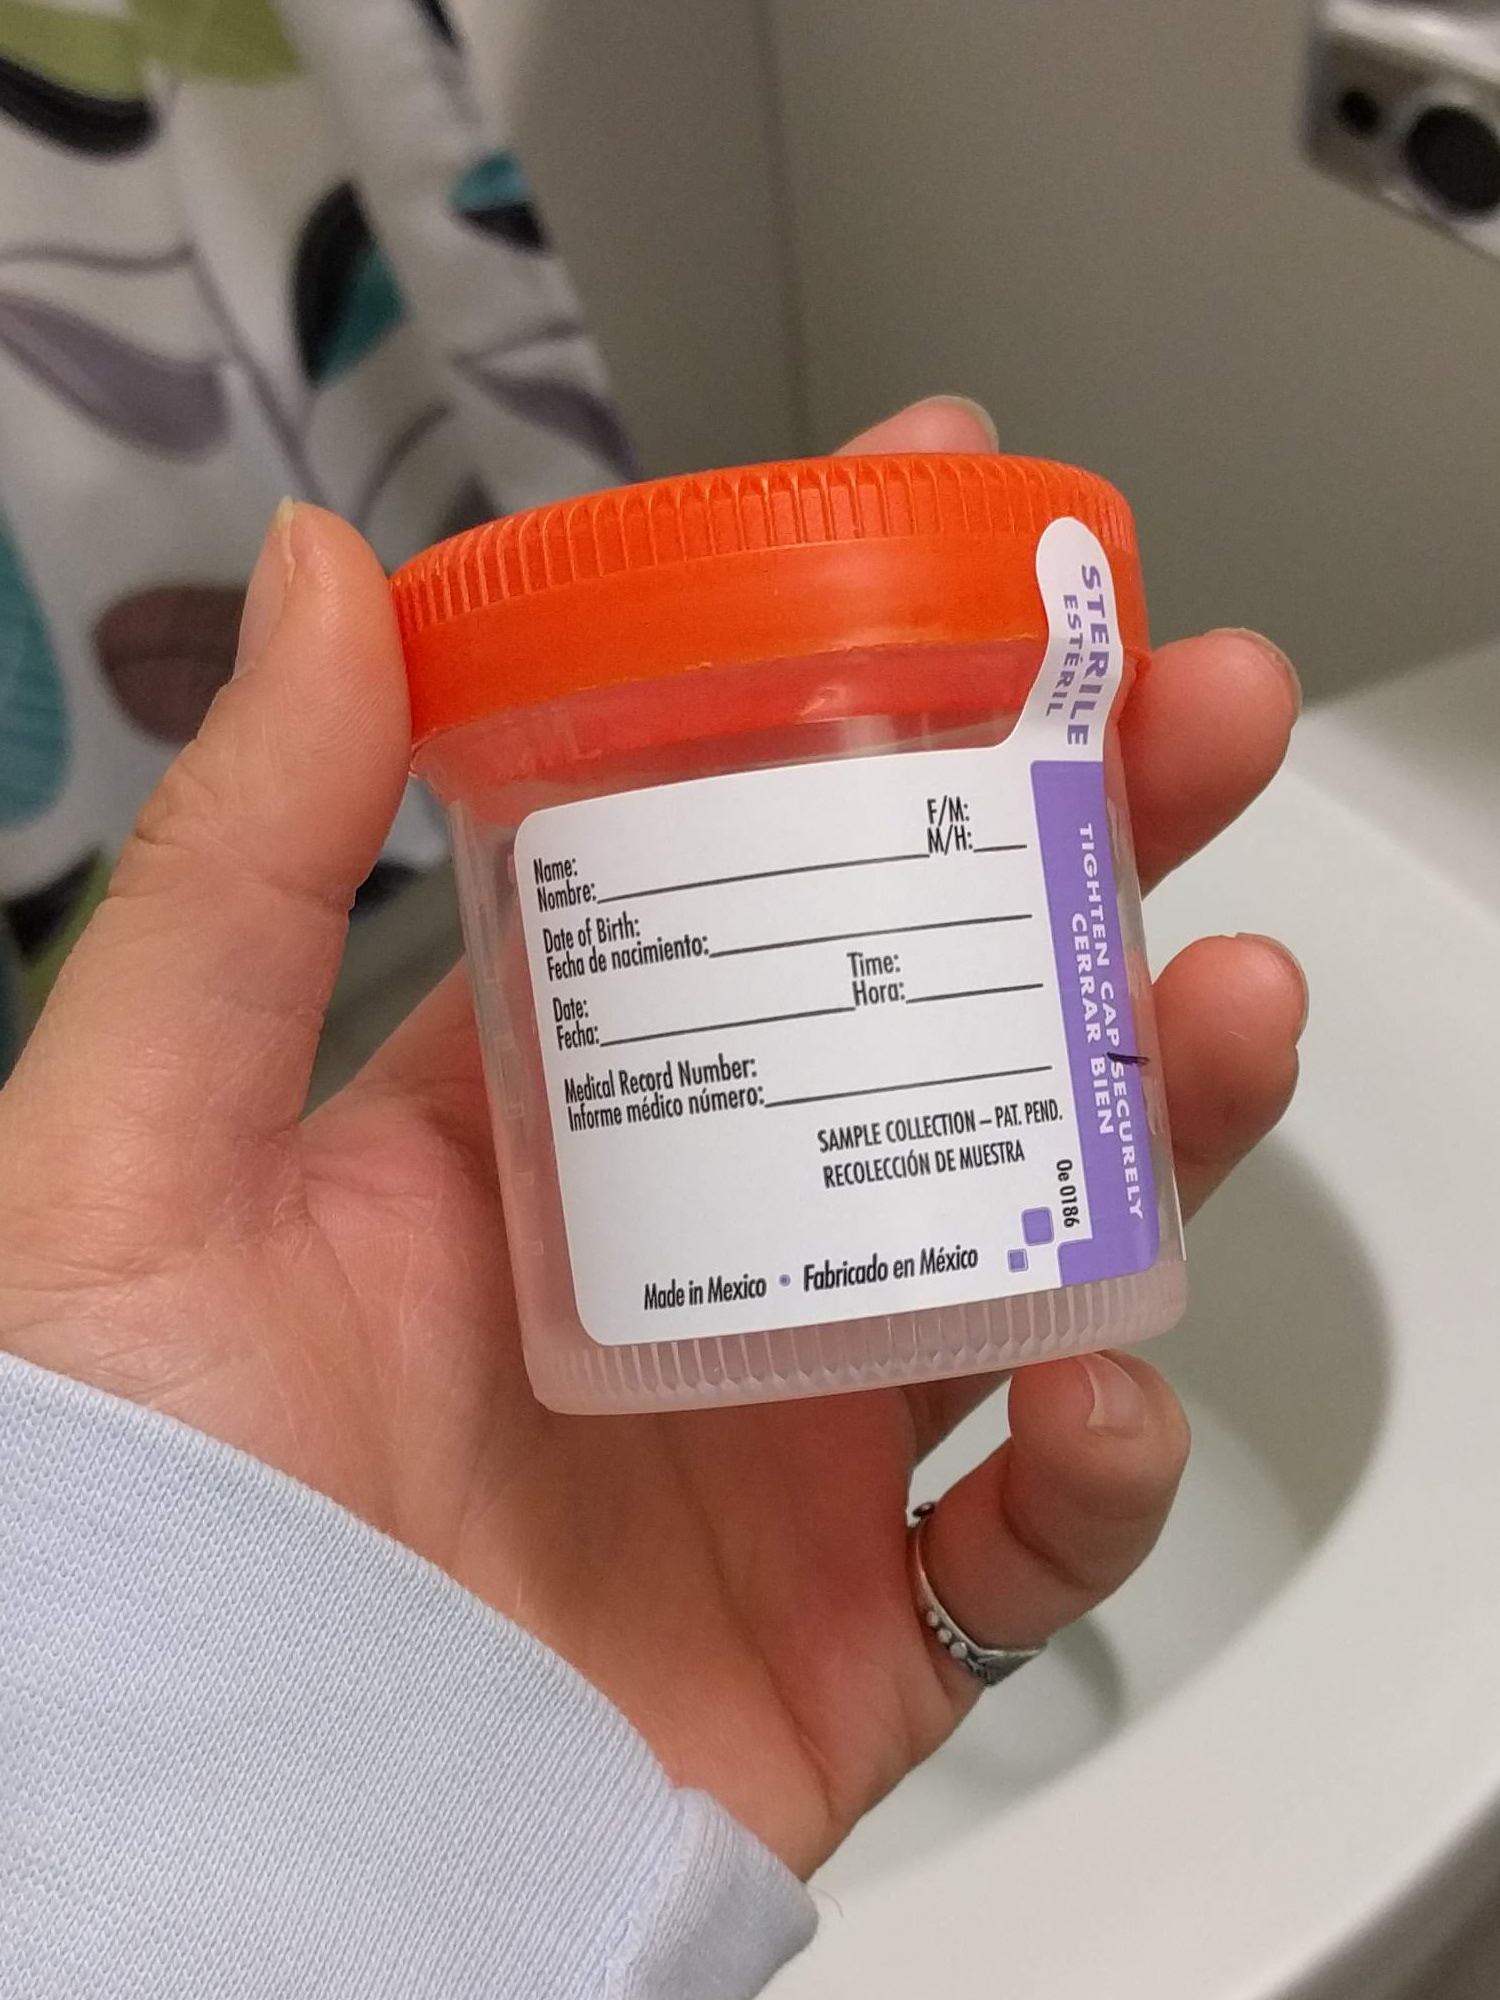 STERILE
ESTÉRIL
F/M:
M/H:
Name:
Nombre:
Date of Birth:
Fecha de nacimiento:
Time:
Hora:
Date:
Fecha:
Medical Record Number:
Informe médico número:
SAMPLE COLLECTION – PAT. PEND.
RECOLECCIÓN DE MUESTRA
0e 0186
Made in Mexico • Fabricado en México
TIGHTEN CAP SECURELY
CERRAR BIEN